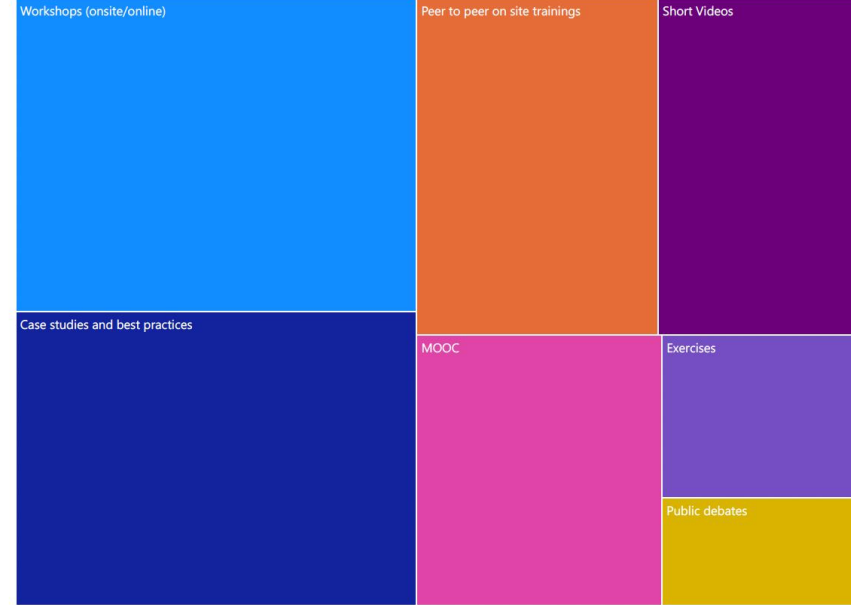 Workshops (onsite/online)
Peer to peer on site trainings
Short Videos
Case studies and best practices
MOOC
Exercises
Public debates